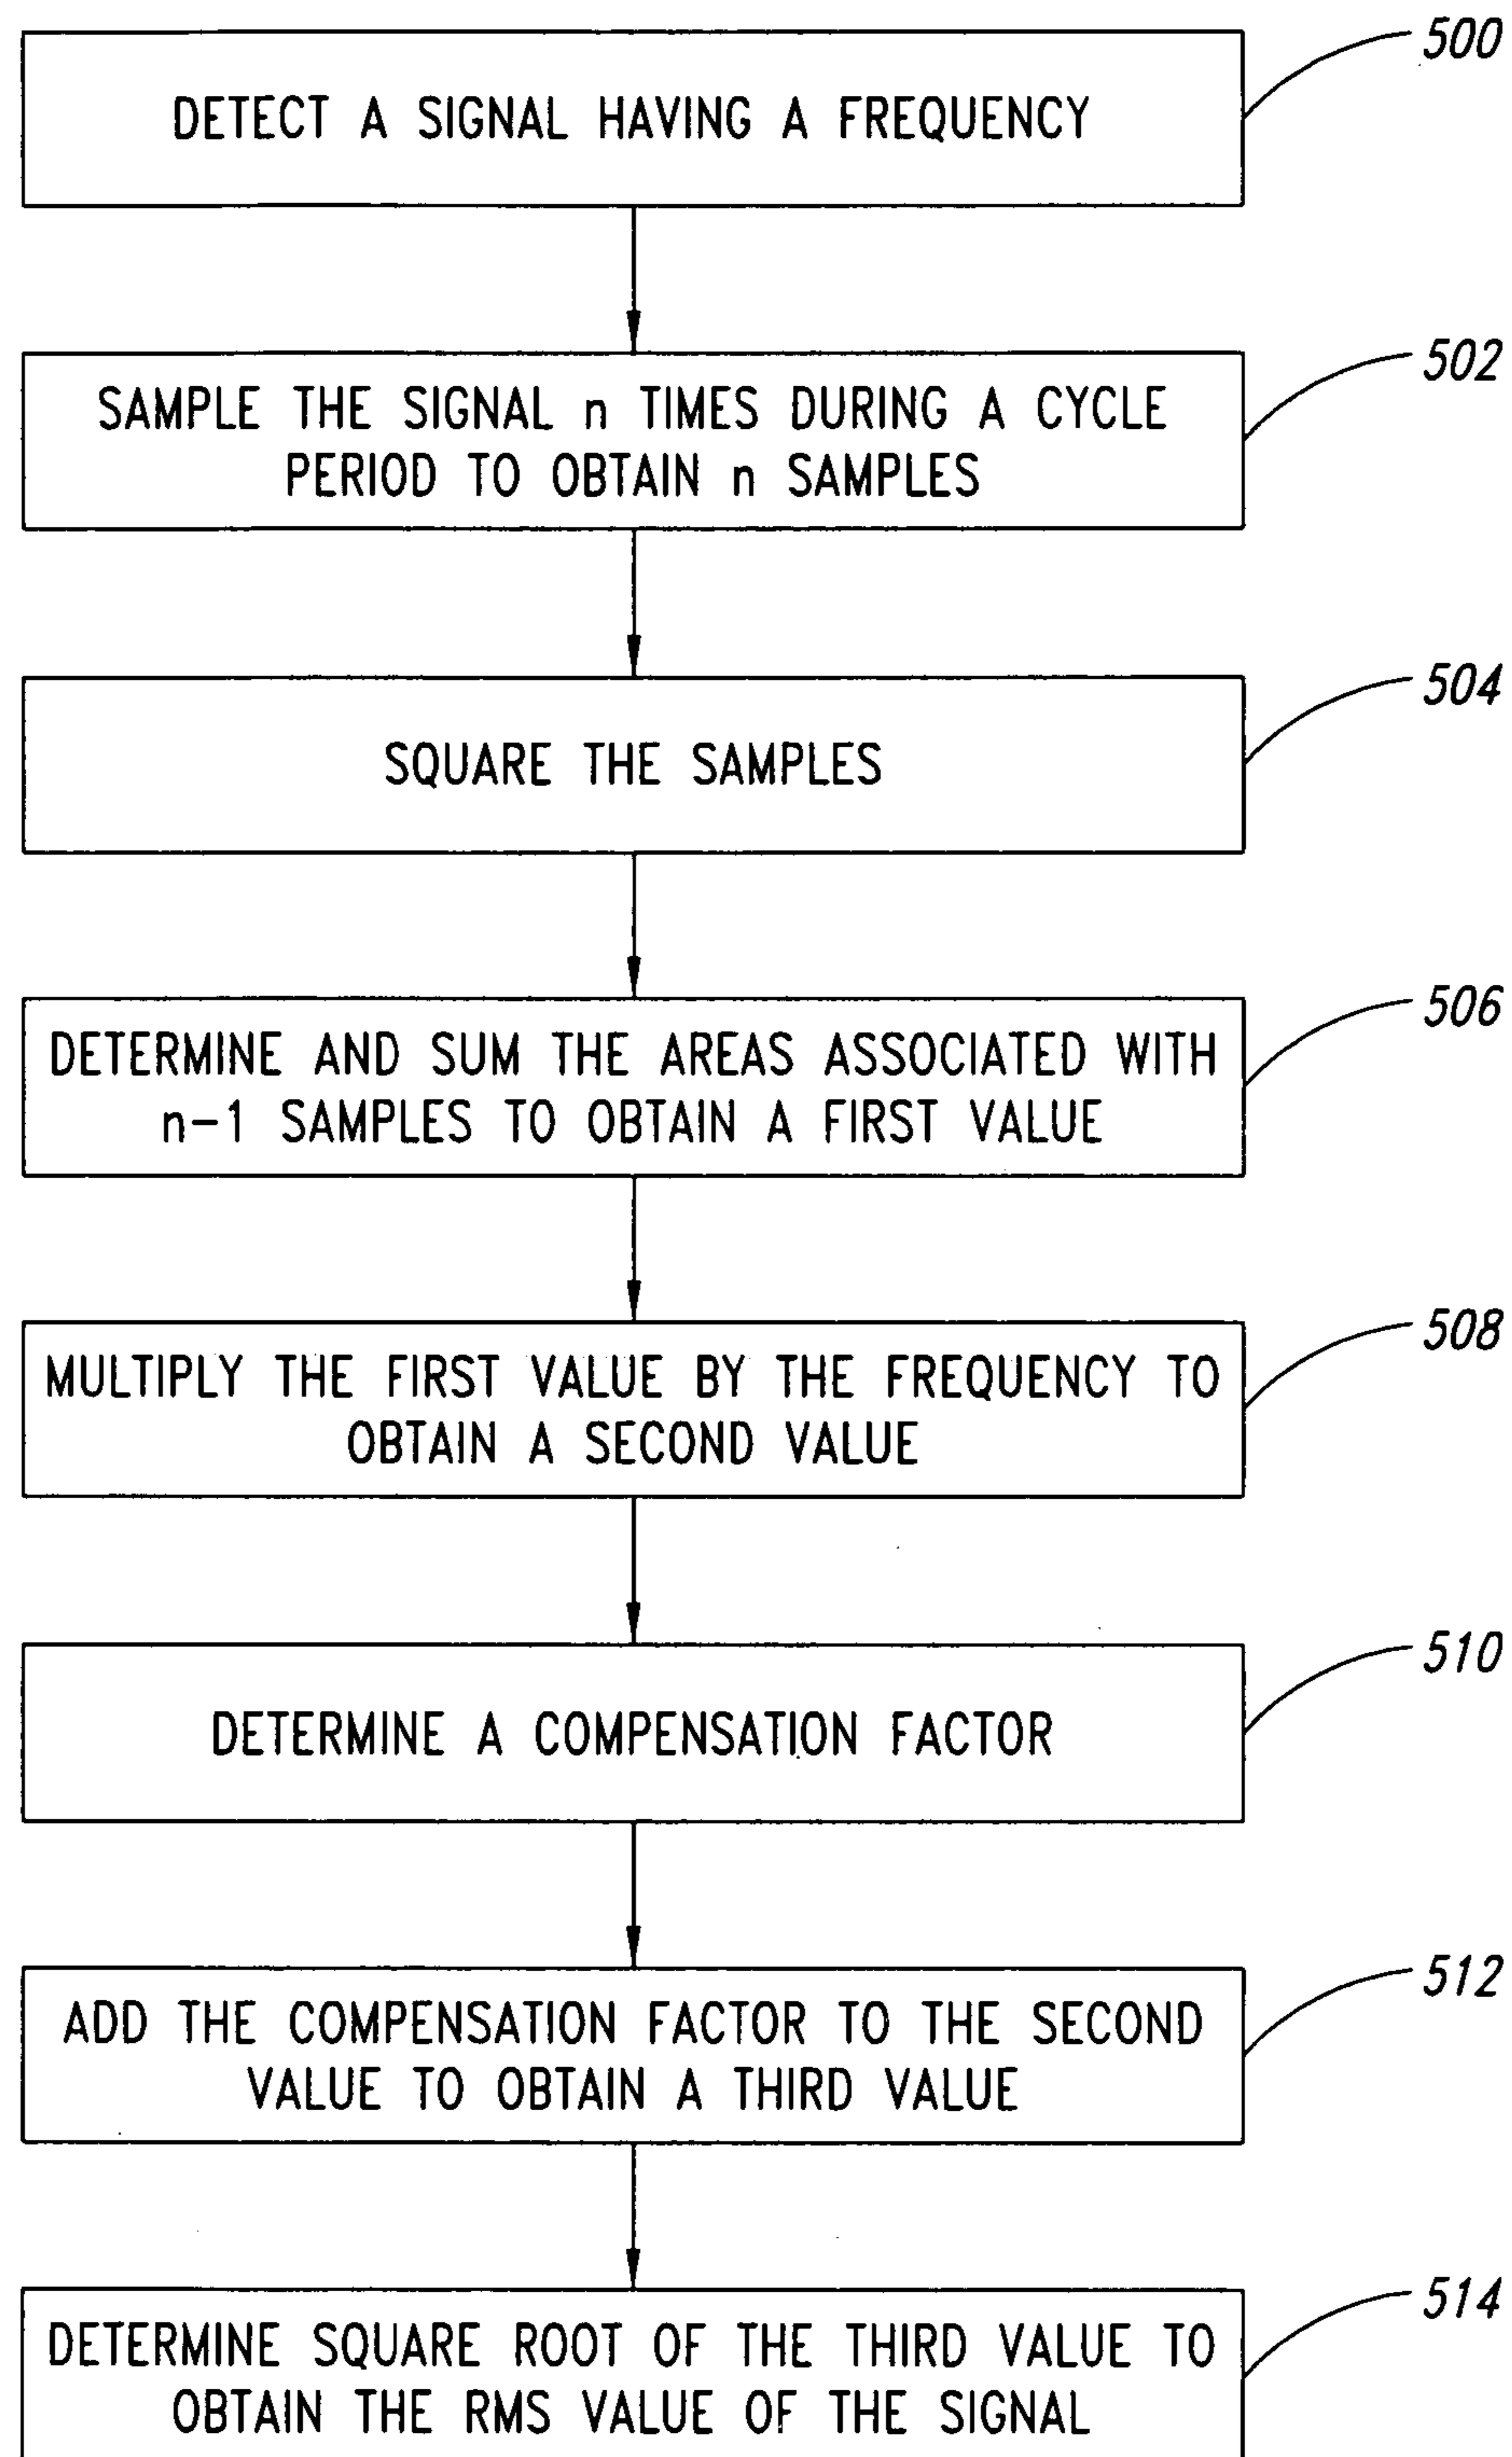 500
DETECT A SIGNAL HAVING A FREQUENCY
502
SAMPLE THE SIGNAL n TIMES DURING A CYCLE
PERIOD TO OBTAIN n SAMPLES
504
SQUARE THE SAMPLES
506
DETERMINE AND SUM THE AREAS ASSOCIATED WITH
n-1 SAMPLES TO OBTAIN A FIRST VALUE
508
MULTIPLY THE FIRST VALUE BY THE FREQUENCY TO
OBTAIN A SECOND VALUE
510
DETERMINE A COMPENSATION FACTOR
512
ADD THE COMPENSATION FACTOR TO THE SECOND
VALUE TO OBTAIN A THIRD VALUE
514
DETERMINE SQUARE ROOT OF THE THIRD VALUE TO
OBTAIN THE RMS VALUE OF THE SIGNAL